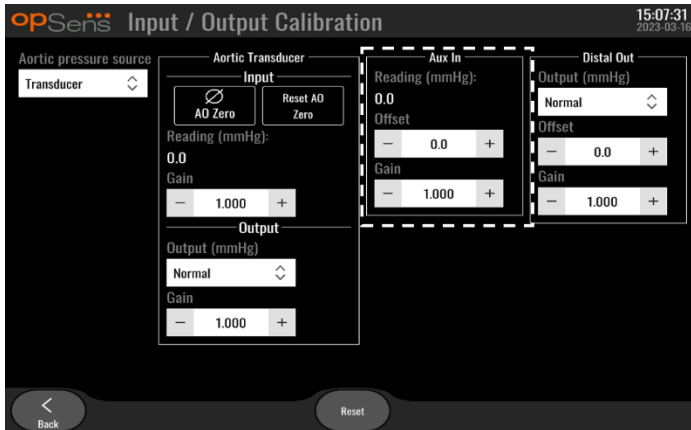 opSens Input / Output Calibration
15:07:31
2023-03-16
Aortic pressure source
Transducer
Aortic Transducer
Input
AO Zero
Reset AO
Zero
Reading (mmHg):
0.0
Gain
− 1.000 +
Output
Output (mmHg)
Normal
Gain
− 1.000 +
Aux In
Reading (mmHg):
0.0
Offset
− 0.0 +
Gain
− 1.000 +
Distal Out
Output (mmHg)
Normal
Offset
− 0.0 +
Gain
− 1.000 +
Back
Reset